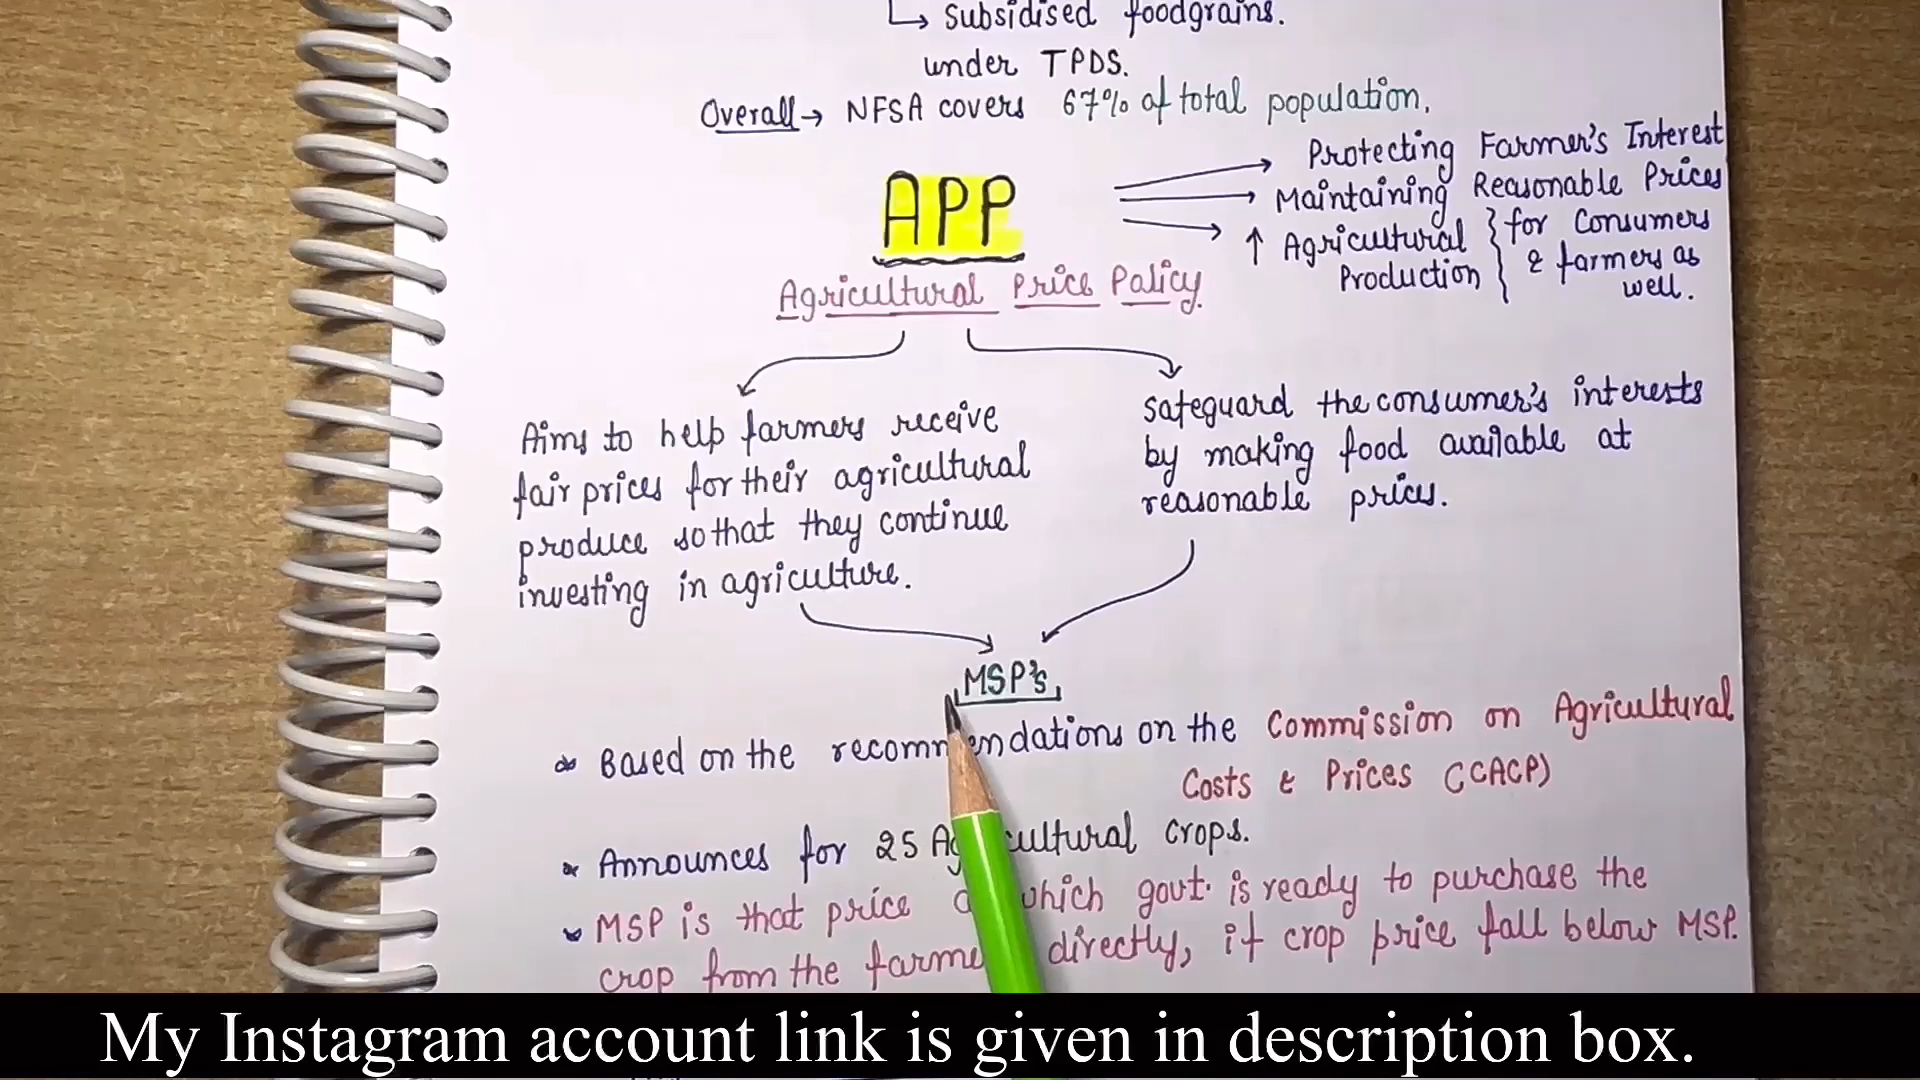 ↳ Subsidised foodgrains.
under TPDS.
Overall → NFSA covers 67% of total population.
APP
Agricultural Price Policy
→ Protecting Farmer's Interest
→ Maintaining Reasonable Prices
→ ↑ Agricultural Production } for Consumers & farmers as well.
Aims to help farmers receive
fair prices for their agricultural
produce so that they continue
investing in agriculture.
Safeguard the consumer's interests
by making food available at
reasonable prices.
MSP's
Based on the recommendations on the Commission on Agricultural
Costs & Prices (CACP)
Announces for 25 Agricultural crops.
MSP is that price which govt. is ready to purchase the
crop from the farmer directly, if crop price fall below MSP.
My Instagram account link is given in description box.